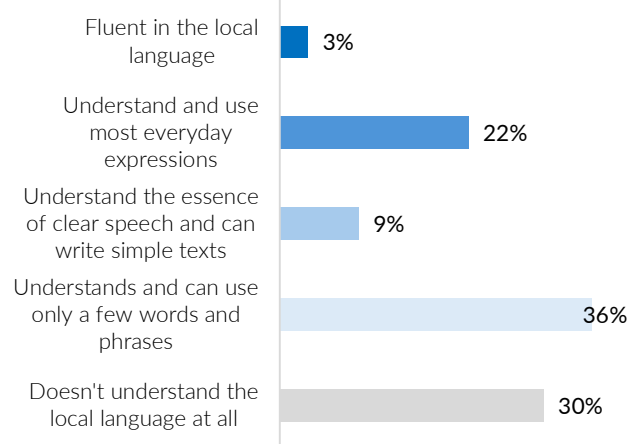 Fluent in the local
language
3%
Understand and use
most everyday
expressions
22%
Understand the essence
of clear speech and can
write simple texts
9%
Understands and can use
only a few words and
phrases
36%
Doesn't understand the
local language at all
30%